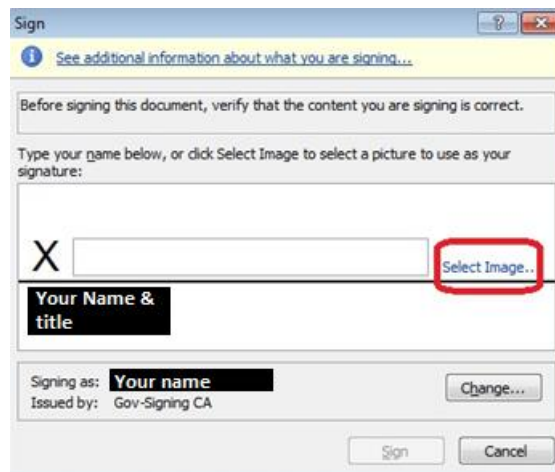 Sign
See additional information about what you are signing...
Before signing this document, verify that the content you are signing is correct.
Type your name below, or click Select Image to select a picture to use as your
signature:
X
Select Image..
Your Name &
title
Signing as: Your name
Change...
Issued by: Gov-Signing CA
Sign
Cancel